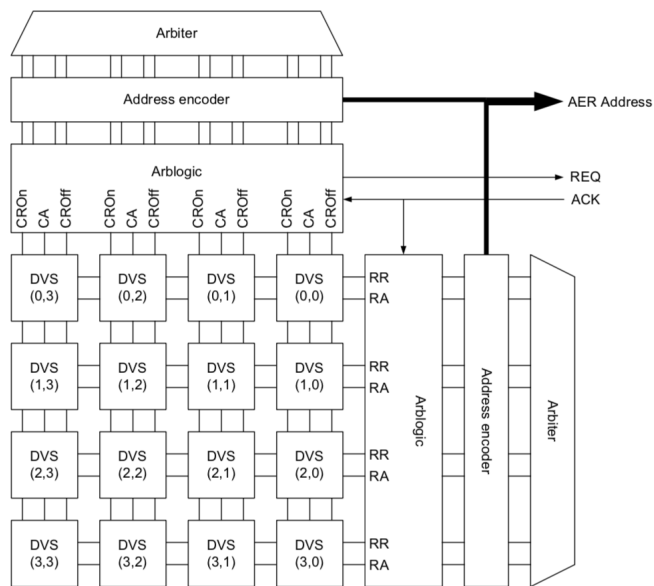 Arbiter
Address encoder
AER Address
Arblogic
REQ
ACK
CROn CA CROff CROn CA CROff CROn CA CROff CROn CA CROff
DVS (0,3)
DVS (0,2)
DVS (0,1)
DVS (0,0)
RR
RA
DVS (1,3)
DVS (1,2)
DVS (1,1)
DVS (1,0)
RR
RA
DVS (2,3)
DVS (2,2)
DVS (2,1)
DVS (2,0)
RR
RA
DVS (3,3)
DVS (3,2)
DVS (3,1)
DVS (3,0)
RR
RA
Arblogic
Address encoder
Arbiter